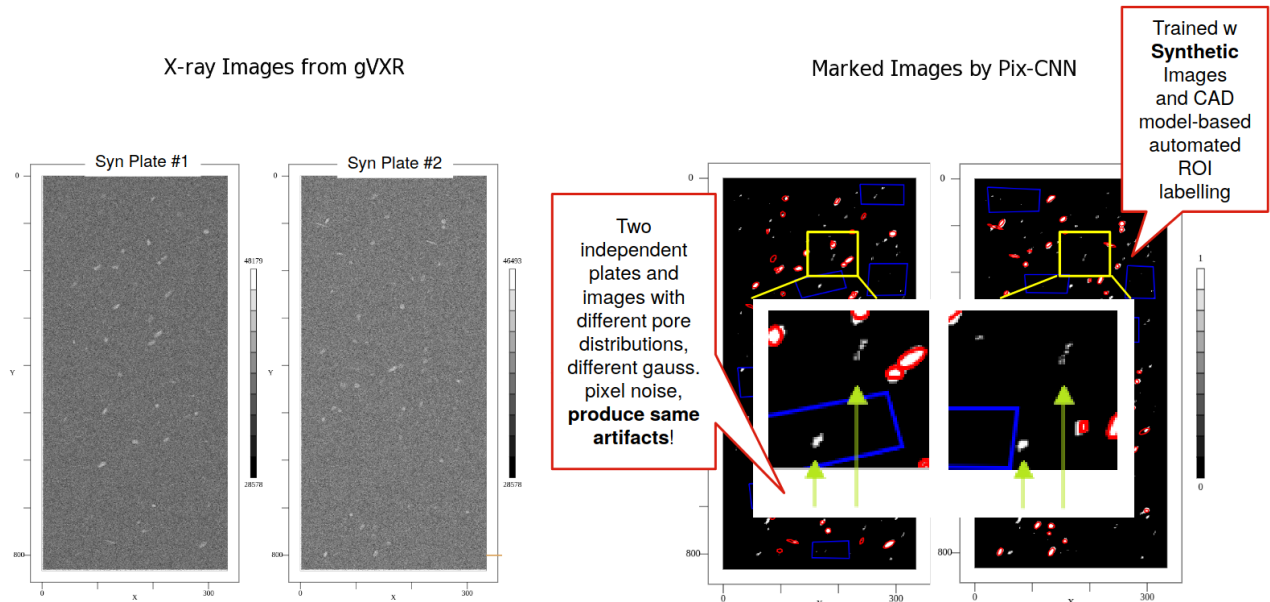 X-ray Images from gVXR
Marked Images by Pix-CNN
Trained w
Synthetic
Images
and CAD
model-based
automated
ROI
labelling
Syn Plate #1
Syn Plate #2
Two
independent
plates and
images with
different pore
distributions,
different gauss.
pixel noise,
produce same
artifacts!
0
Y
800
0
300
X
48179
28578
0
Y
800
0
300
X
46493
28578
0
800
0
300
0
800
0
300
X
1
0